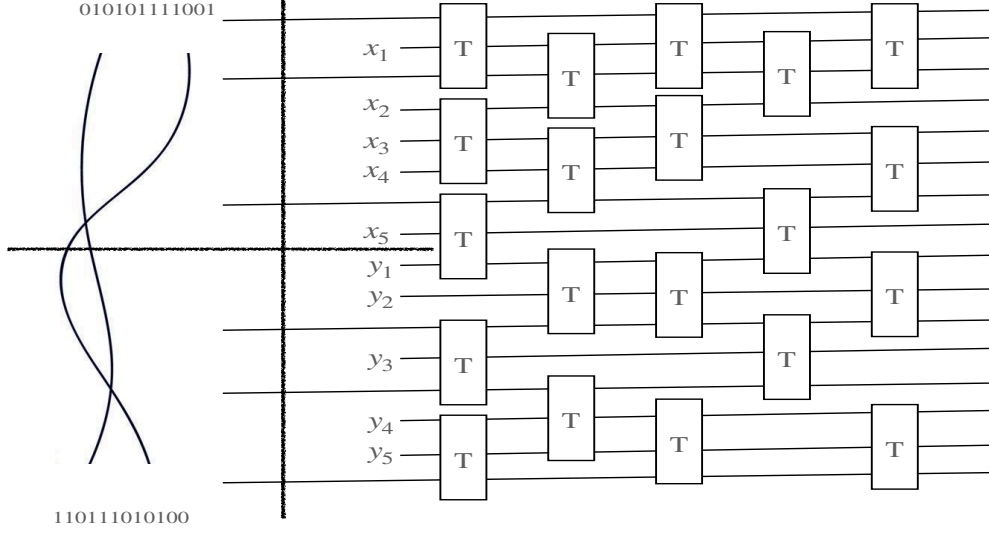 010101111001
x₁ T T T
T T
x₂
x₃ T T
x₄ T T
x₅ T T
y₁
y₂ T T T
y₃ T T
y₄ T
y₅ T T T
110111010100